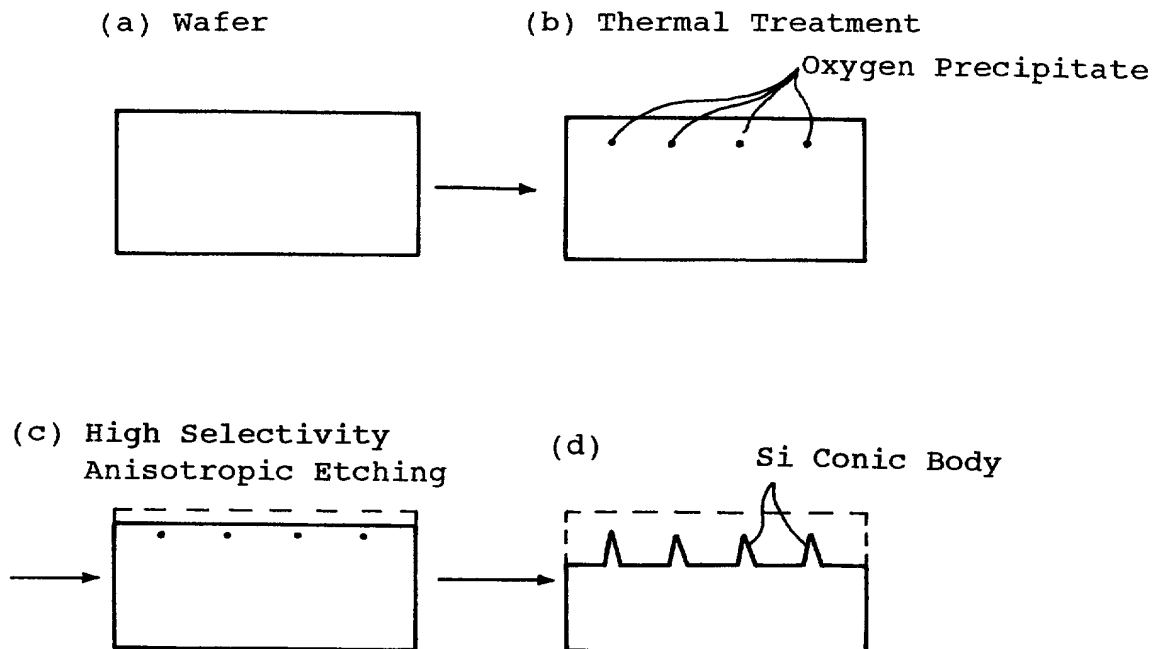 (a) Wafer
(b) Thermal Treatment
Oxygen Precipitate
(c) High Selectivity
Anisotropic Etching
(d)
Si Conic Body